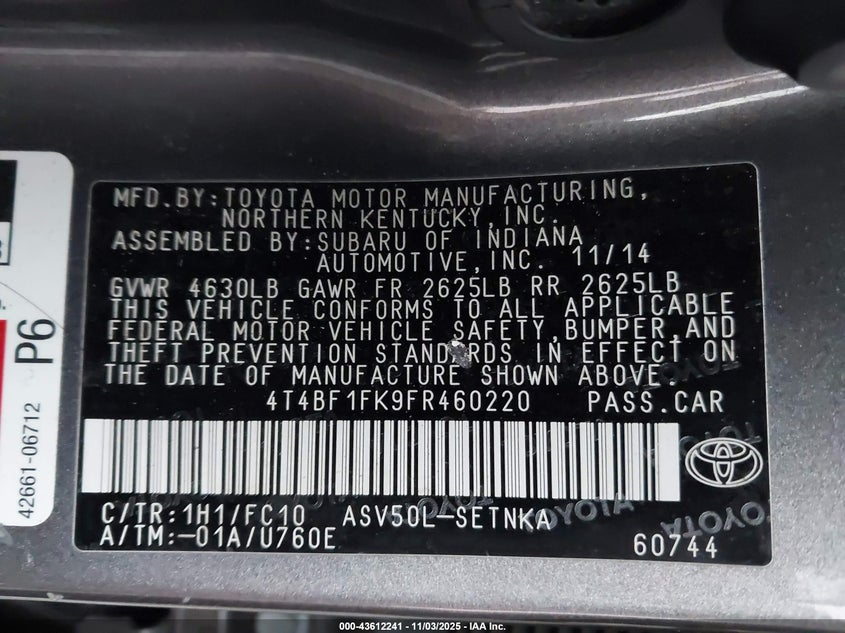 MFD.BY:TOYOTA MOTOR MANUFACTURING,
NORTHERN KENTUCKY,INC.
ASSEMBLED BY:SUBARU OF INDIANA
AUTOMOTIVE,INC. 11/14
GVWR 4630LB GAWR FR 2625LB RR 2625LB
THIS VEHICLE CONFORMS TO ALL APPLICABLE
FEDERAL MOTOR VEHICLE SAFETY,BUMPER,AND
THEFT PREVENTION STANDARDS IN EFFECT ON
THE DATE OF MANUFACTURE SHOWN ABOVE.
4T4BF1FK9FR460220 PASS.CAR
C/TR:1H1/FC10 ASV50L-SETNKA
A/TM:-01A/U760E 60744
P6
42661-06712
TOYOTA
000-43612241 - 11/03/2025 - IAA Inc.